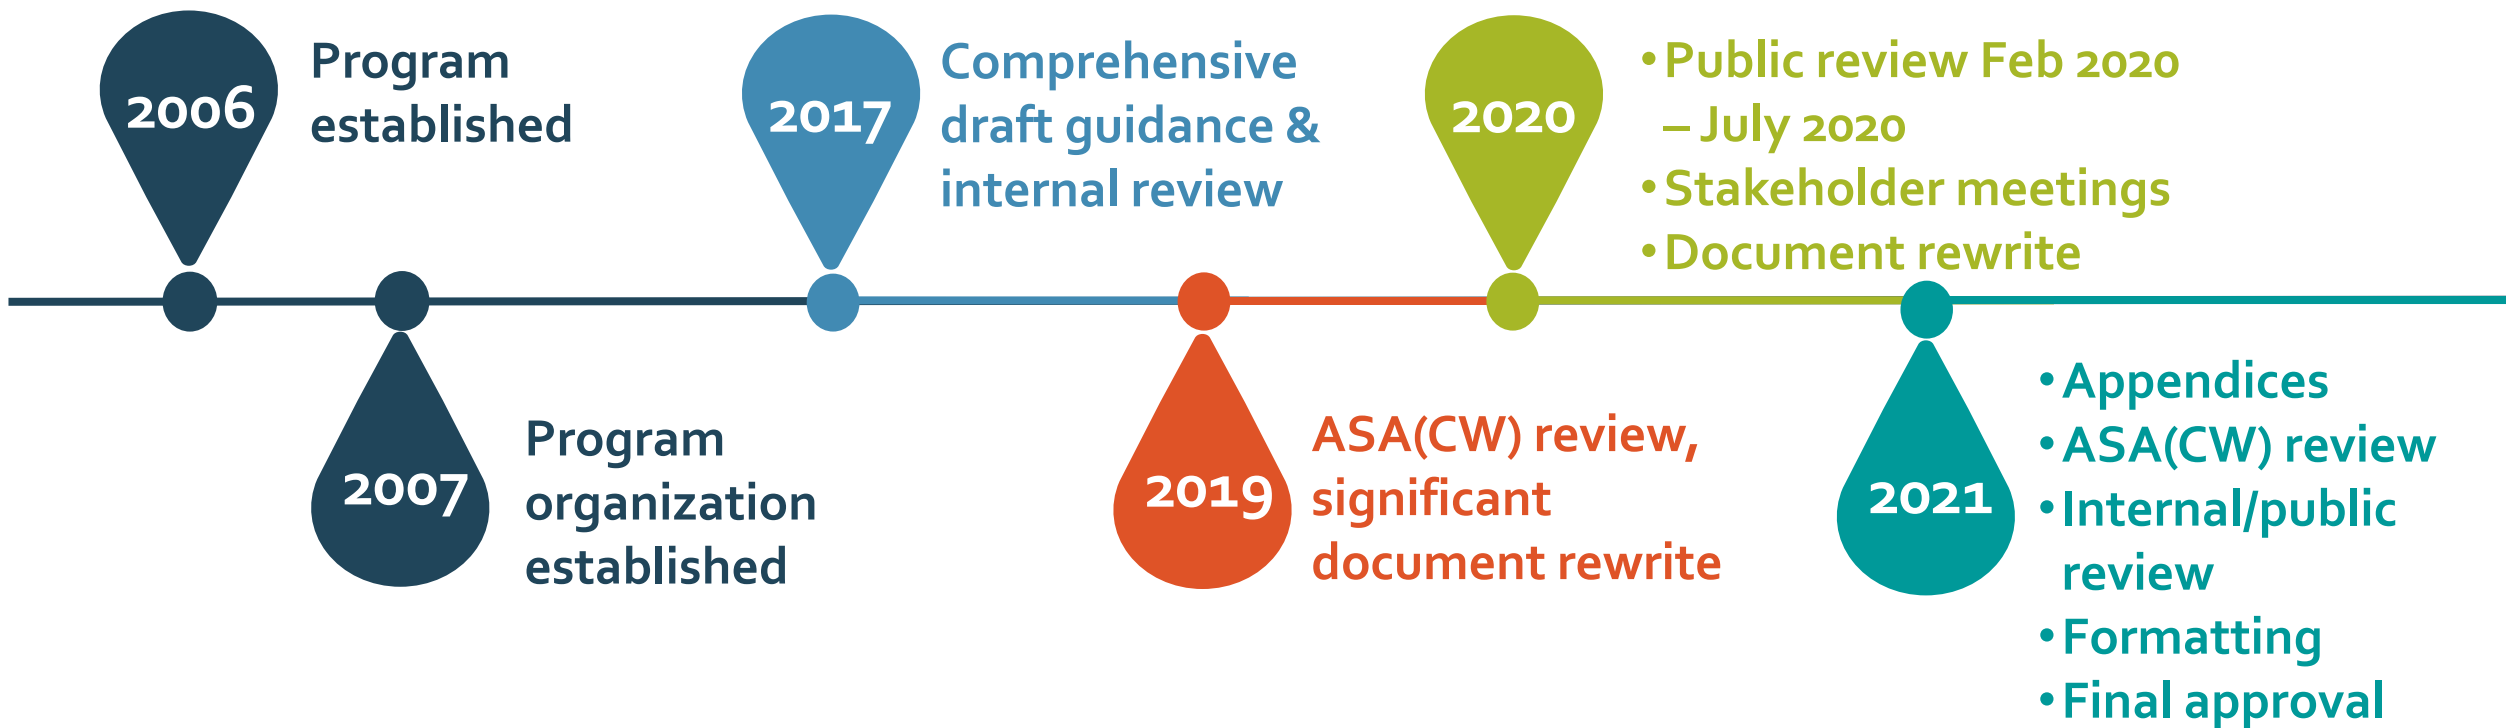 2006
Program
established
2007
Program
organization
established
2017
Comprehensive
draft guidance &
internal review
2019
ASA(CW) review,
significant
document rewrite
2020
• Public review Feb 2020
– July 2020
• Stakeholder meetings
• Document rewrite
2021
• Appendices
• ASA(CW) review
• Internal/public
review
• Formatting
• Final approval